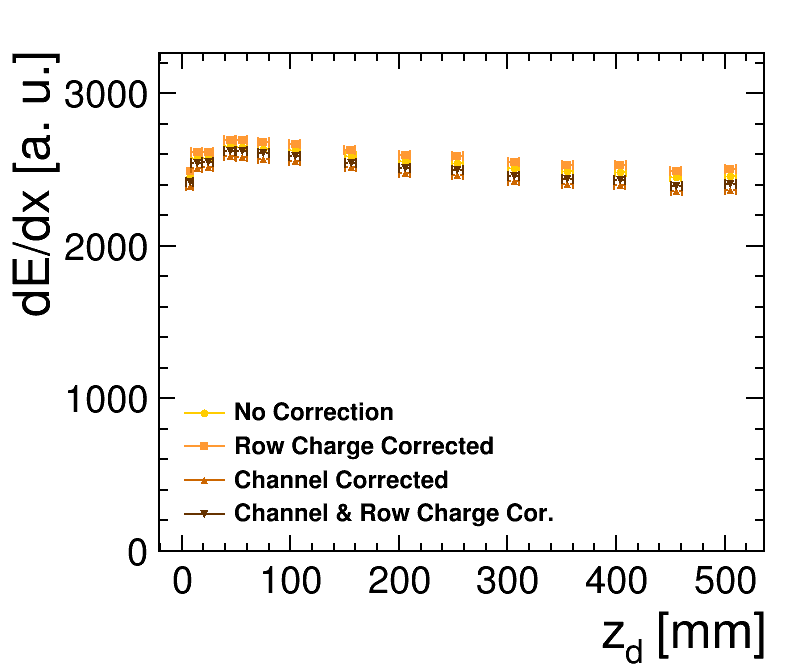 dE/dx [a. u.]
3000
2000
1000
0
No Correction
Row Charge Corrected
Channel Corrected
Channel & Row Charge Cor.
0 100 200 300 400 500
z_d [mm]